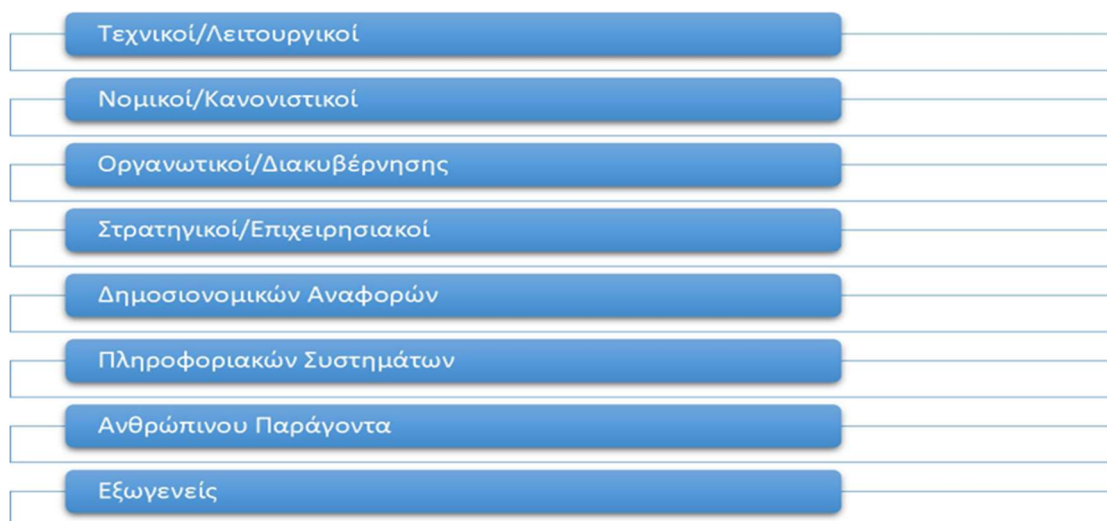 Τεχνικοί/Λειτουργικοί
Νομικοί/Κανονιστικοί
Οργανωτικοί/Διακυβέρνησης
Στρατηγικοί/Επιχειρησιακοί
Δημοσιονομικών Αναφορών
Πληροφοριακών Συστημάτων
Ανθρώπινου Παράγοντα
Εξωγενείς